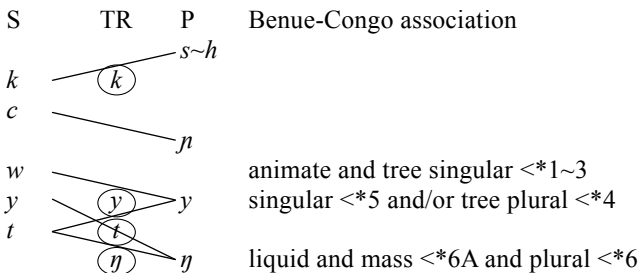 S TR P Benue-Congo association
s~h
k k
c
ɲ
w animate and tree singular <*1~3
y y y singular <*5 and/or tree plural <*4
t t
ŋ ŋ liquid and mass <*6A and plural <*6